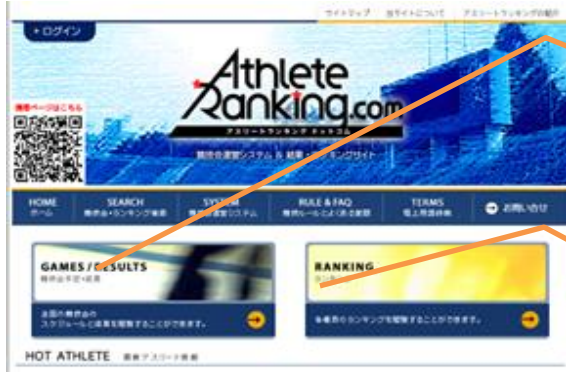 サイトマップ 当サイトについて アスリートランキングの紹介
ログイン
Athlete
Ranking.com
アスリートランキング ドットコム
携帯ページはこちら
競技会運営システム & 結果・ランキングサイト
HOME SEARCH SYSTEM RULE & FAQ TERMS
ホーム 競技会・ランキング検索 競技会運営システム 競技ルールとよくある質問 陸上用語辞典 お問い合せ
GAMES / RESULTS
競技会予定・結果
RANKING
ランキング
全国の競技会の
スケジュールと結果を閲覧することができます。
各種目のランキングを閲覧することができます。
HOT ATHLETE